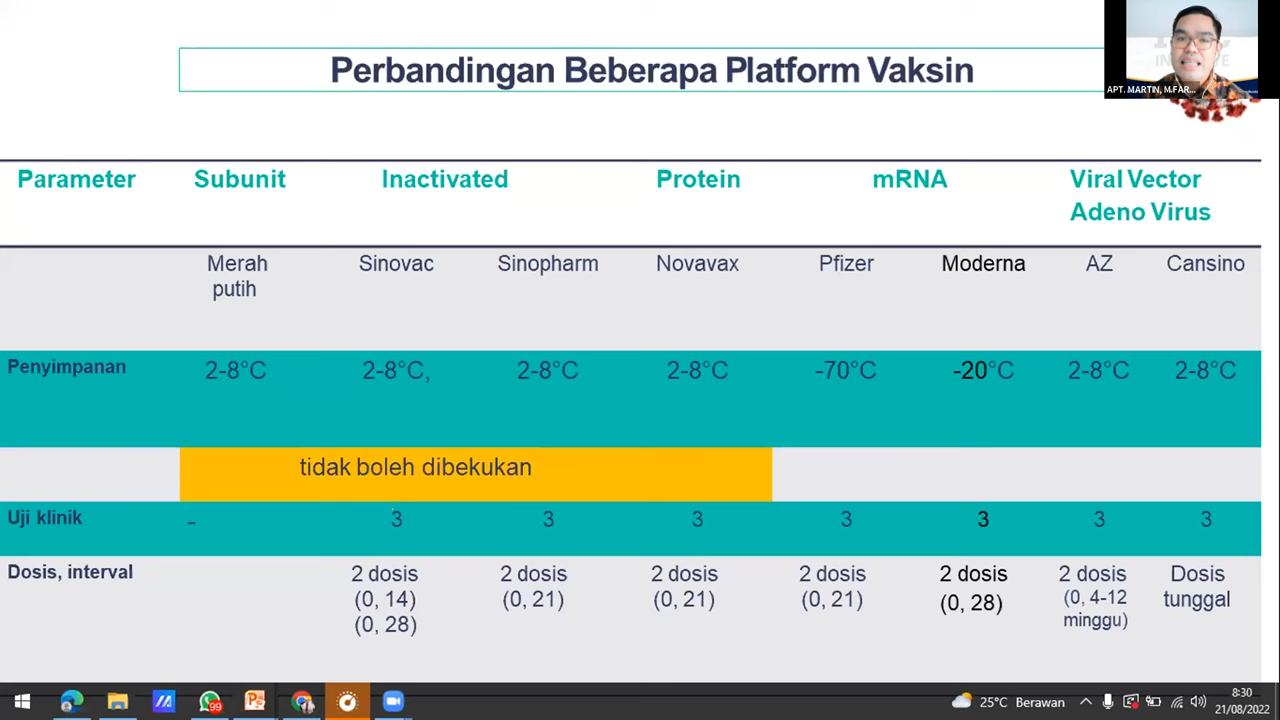 Perbandingan Beberapa Platform Vaksin
APT. MARTIN, M.FAR...
Parameter Subunit Inactivated Protein mRNA Viral Vector
Adeno Virus
Merah Sinovac Sinopharm Novavax Pfizer Moderna AZ Cansino
putih
Penyimpanan 2-8°C 2-8°C, 2-8°C 2-8°C -70°C -20°C 2-8°C 2-8°C
tidak boleh dibekukan
Uji klinik - 3 3 3 3 3 3 3
Dosis, interval 2 dosis 2 dosis 2 dosis 2 dosis 2 dosis 2 dosis Dosis
(0, 14) (0, 21) (0, 21) (0, 21) (0, 28) (0, 4-12 tunggal
(0, 28) minggu)
99
25°C Berawan
8:30
21/08/2022